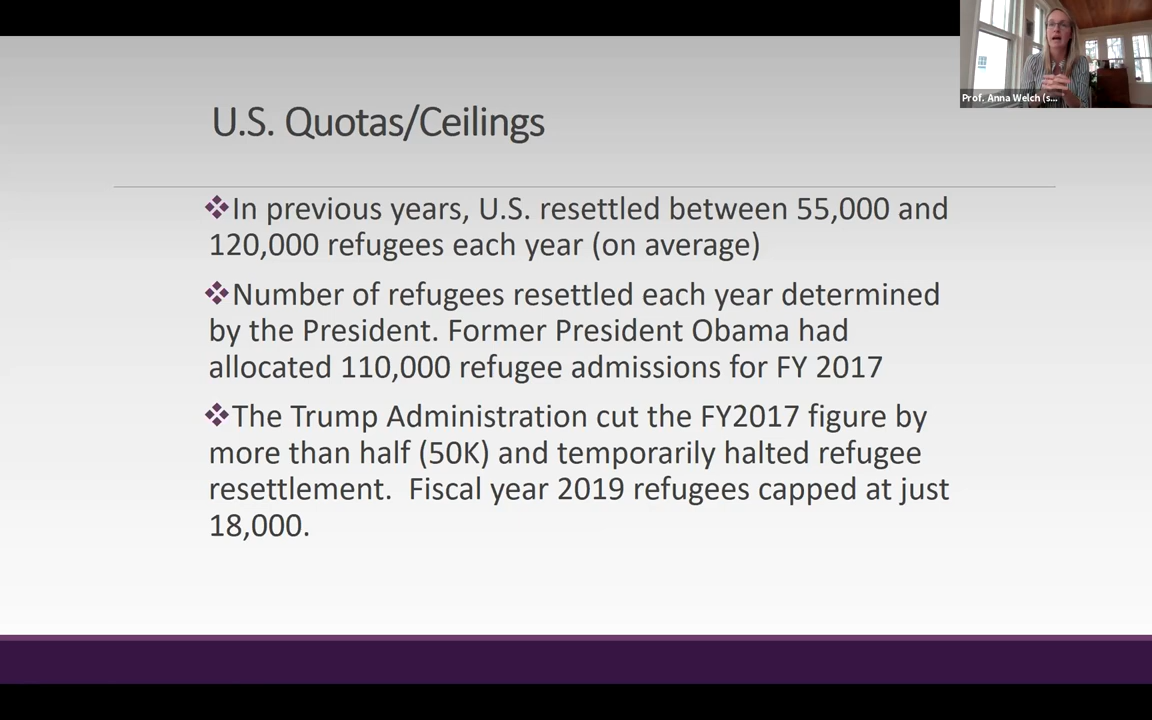 Prof. Anna Welch (s...
U.S. Quotas/Ceilings
❖In previous years, U.S. resettled between 55,000 and
120,000 refugees each year (on average)
❖Number of refugees resettled each year determined
by the President. Former President Obama had
allocated 110,000 refugee admissions for FY 2017
❖The Trump Administration cut the FY2017 figure by
more than half (50K) and temporarily halted refugee
resettlement.  Fiscal year 2019 refugees capped at just
18,000.